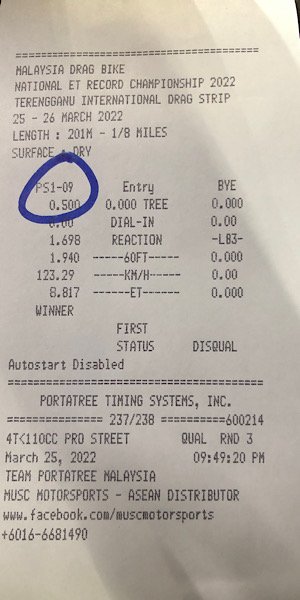 ========================================
MALAYSIA DRAG BIKE
NATIONAL ET RECORD CHAMPIONSHIP 2022
TERENGGANU INTERNATIONAL DRAG STRIP
25 - 26 MARCH 2022
LENGTH : 201M - 1/8 MILES
SURFACE : DRY
PS1-09 Entry BYE
0.500 0.000 TREE 0.000
0.00 DIAL-IN 0.00
1.698 REACTION -L83-
1.940 -----60FT----- 0.000
123.29 -----KM/H----- 0.00
8.817 ------ET------ 0.000
WINNER
FIRST
STATUS DISQUAL
Autostart Disabled
========================================
PORTATREE TIMING SYSTEMS, INC.
=============== 237/238 ==========600214
4T<110CC PRO STREET QUAL RND 3
March 25, 2022 09:49:20 PM
TEAM PORTATREE MALAYSIA
MUSC MOTORSPORTS - ASEAN DISTRIBUTOR
www.facebook.com/muscmotorsports
+6016-6681490